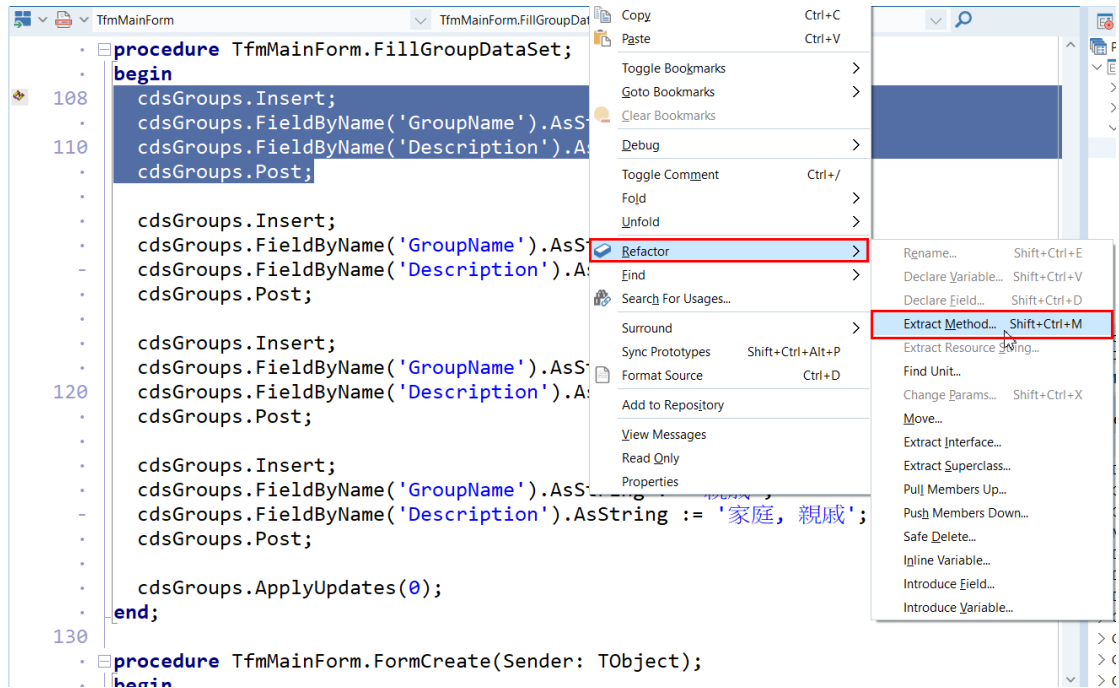 TfmMainForm
TfmMainForm.FillGroupDat
procedure TfmMainForm.FillGroupDataSet;
begin
108 cdsGroups.Insert;
cdsGroups.FieldByName('GroupName').AsSt
110 cdsGroups.FieldByName('Description').As
cdsGroups.Post;
cdsGroups.Insert;
cdsGroups.FieldByName('GroupName').AsSt
cdsGroups.FieldByName('Description').As
cdsGroups.Post;
cdsGroups.Insert;
cdsGroups.FieldByName('GroupName').AsSt
120 cdsGroups.FieldByName('Description').As
cdsGroups.Post;
cdsGroups.Insert;
cdsGroups.FieldByName('GroupName').AsString
cdsGroups.FieldByName('Description').AsString := '家庭, 親戚';
cdsGroups.Post;
cdsGroups.ApplyUpdates(0);
end;
130
procedure TfmMainForm.FormCreate(Sender: TObject);
begin
Copy Ctrl+C
Paste Ctrl+V
Toggle Bookmarks
Goto Bookmarks
Clear Bookmarks
Debug
Toggle Comment Ctrl+/
Fold
Unfold
Refactor
Find
Search For Usages...
Surround
Sync Prototypes Shift+Ctrl+Alt+P
Format Source Ctrl+D
Add to Repository
View Messages
Read Only
Properties
Rename... Shift+Ctrl+E
Declare Variable... Shift+Ctrl+V
Declare Field... Shift+Ctrl+D
Extract Method... Shift+Ctrl+M
Extract Resource String...
Find Unit...
Change Params... Shift+Ctrl+X
Move...
Extract Interface...
Extract Superclass...
Pull Members Up...
Push Members Down...
Safe Delete...
Inline Variable...
Introduce Field...
Introduce Variable...